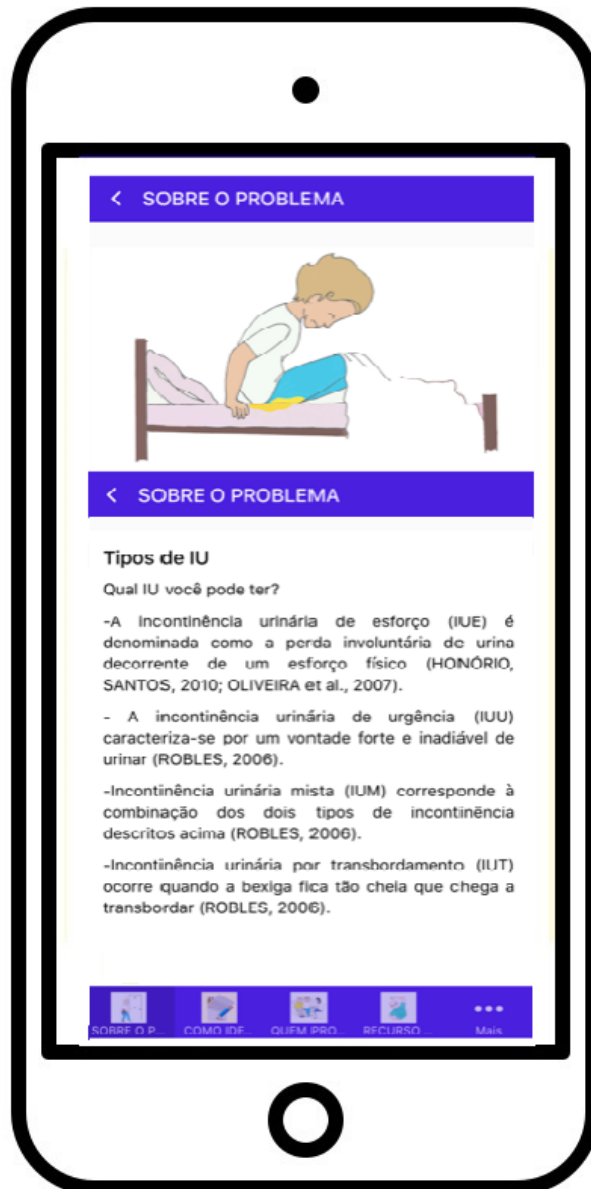 < SOBRE O PROBLEMA
< SOBRE O PROBLEMA
Tipos de IU
Qual IU você pode ter?
-A incontinência urinária de esforço (IUE) é
denominada como a perda involuntária de urina
decorrente de um esforço físico (HONÓRIO,
SANTOS, 2010; OLIVEIRA et al., 2007).
- A incontinência urinária de urgência (IUU)
caracteriza-se por um vontade forte e inadiável de
urinar (ROBLES, 2006).
-Incontinência urinária mista (IUM) corresponde à
combinação dos dois tipos de incontinência
descritos acima (ROBLES, 2006).
-Incontinência urinária por transbordamento (IUT)
ocorre quando a bexiga fica tão cheia que chega a
transbordar (ROBLES, 2006).
SOBRE O P... COMO IDE... QUEM PRO... RECURSO ... Mais